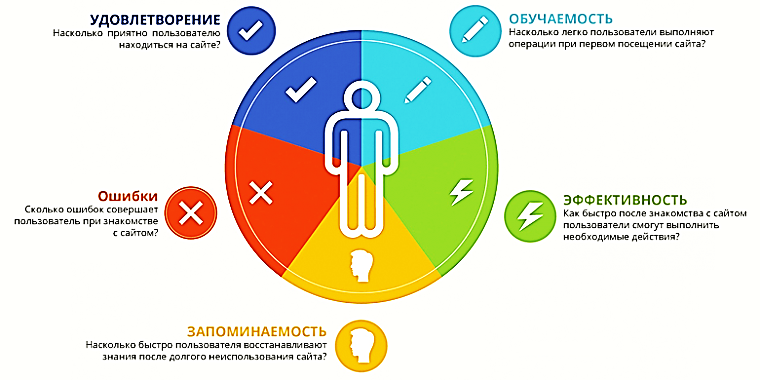 УДОВЛЕТВОРЕНИЕ
Насколько приятно пользователю
находиться на сайте?
ОБУЧАЕМОСТЬ
Насколько легко пользователи выполняют
операции при первом посещении сайта?
Ошибки
Сколько ошибок совершает
пользователь при знакомстве
с сайтом?
ЭФФЕКТИВНОСТЬ
Как быстро после знакомства с сайтом
пользователи смогут выполнить
необходимые действия?
ЗАПОМИНАЕМОСТЬ
Насколько быстро пользователя восстанавливают
знания после долгого неиспользования сайта?